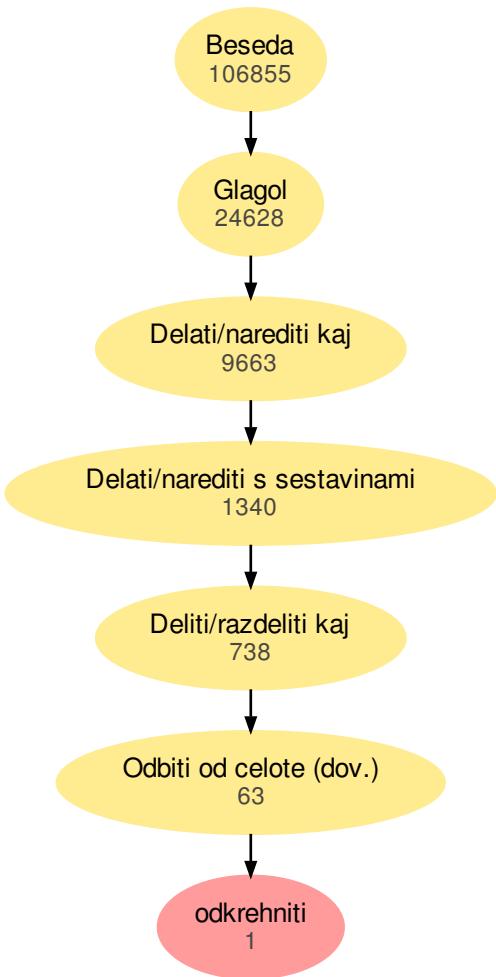 Beseda
106855
Glagol
24628
Delati/narediti kaj
9663
Delati/narediti s sestavinami
1340
Deliti/razdeliti kaj
738
Odbiti od celote (dov.)
63
odkrehniti
1